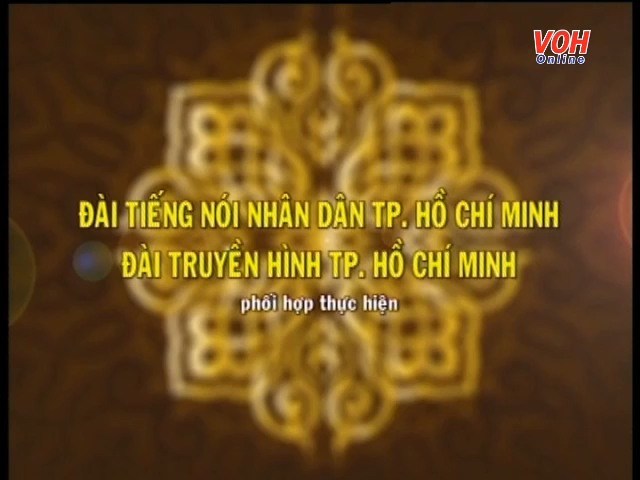 VOH
Online
ĐÀI TIẾNG NÓI NHÂN DÂN TP. HỒ CHÍ MINH
ĐÀI TRUYỀN HÌNH TP. HỒ CHÍ MINH
phối hợp thực hiện